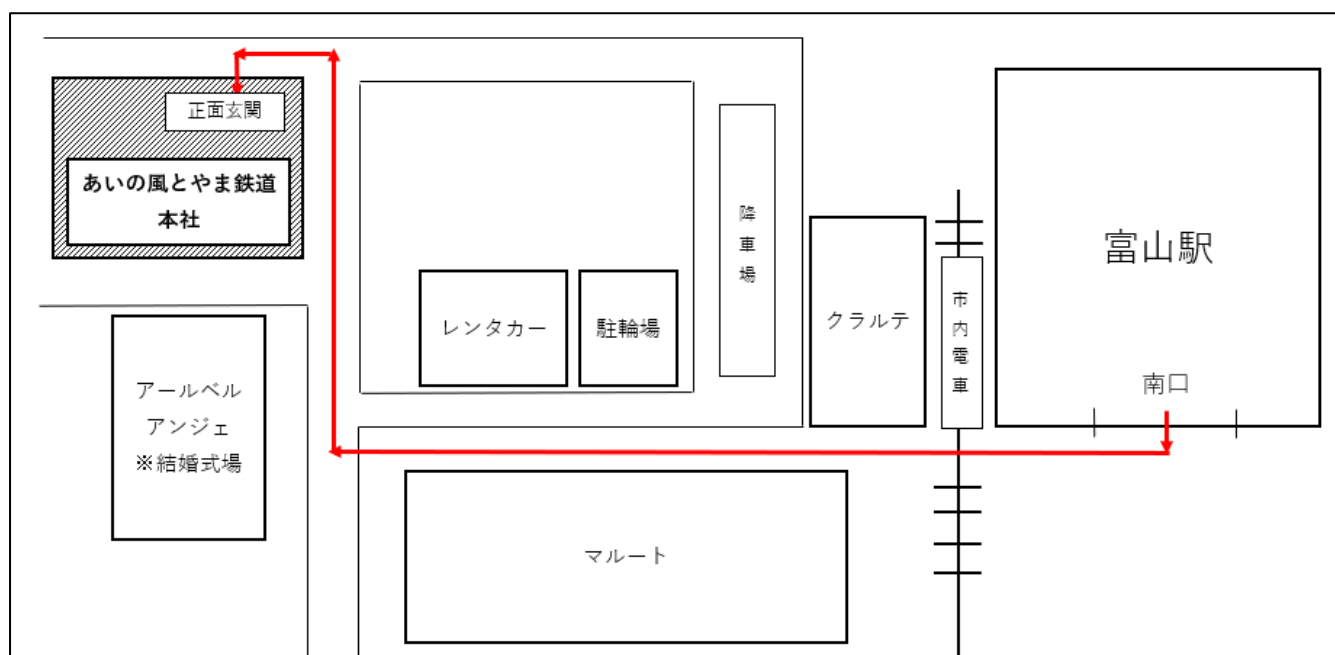 正面玄関
あいの風とやま鉄道
本社
アールベル
アンジェ
※結婚式場
レンタカー
駐輪場
降車場
クラルテ
市内電車
富山駅
南口
マルート